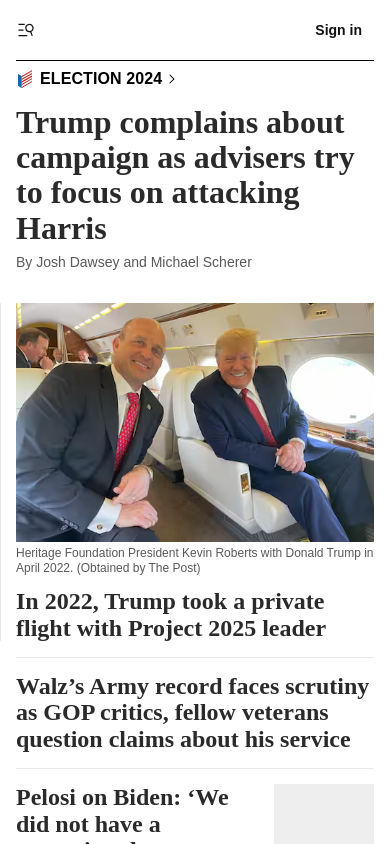 Sign in
ELECTION 2024
Trump complains about
campaign as advisers try
to focus on attacking
Harris
By Josh Dawsey and Michael Scherer
Heritage Foundation President Kevin Roberts with Donald Trump in
April 2022. (Obtained by The Post)
In 2022, Trump took a private
flight with Project 2025 leader
Walz’s Army record faces scrutiny
as GOP critics, fellow veterans
question claims about his service
Pelosi on Biden: ‘We
did not have a